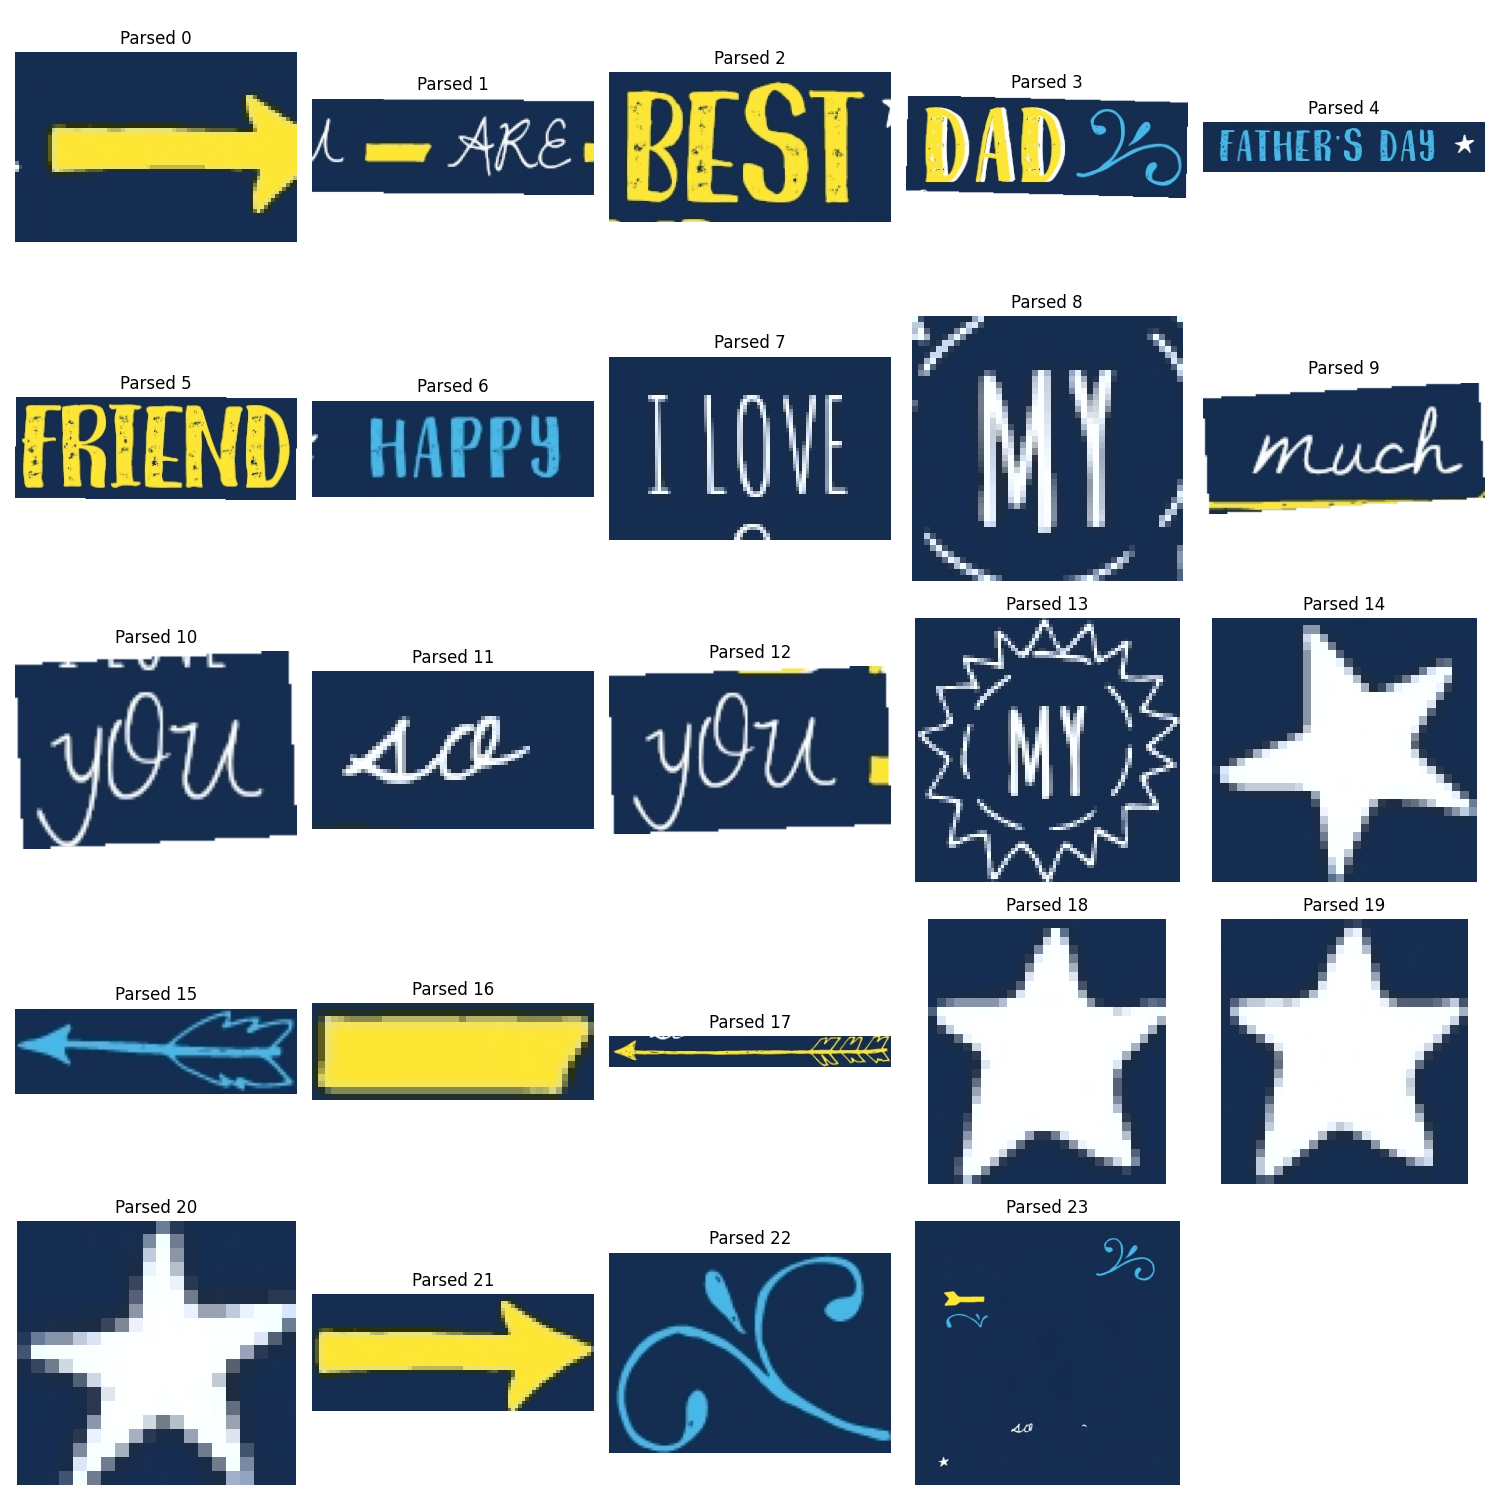 Parsed 0
Parsed 1
U ARE
Parsed 2
BEST
Parsed 3
DAD
Parsed 4
FATHER'S DAY
Parsed 5
FRIEND
Parsed 6
HAPPY
Parsed 7
I LOVE
Parsed 8
MY
Parsed 9
much
Parsed 10
I LOVE
yOU
Parsed 11
so
Parsed 12
yOU
Parsed 13
MY
Parsed 14
Parsed 15
Parsed 16
Parsed 17
Parsed 18
Parsed 19
Parsed 20
Parsed 21
Parsed 22
Parsed 23
so